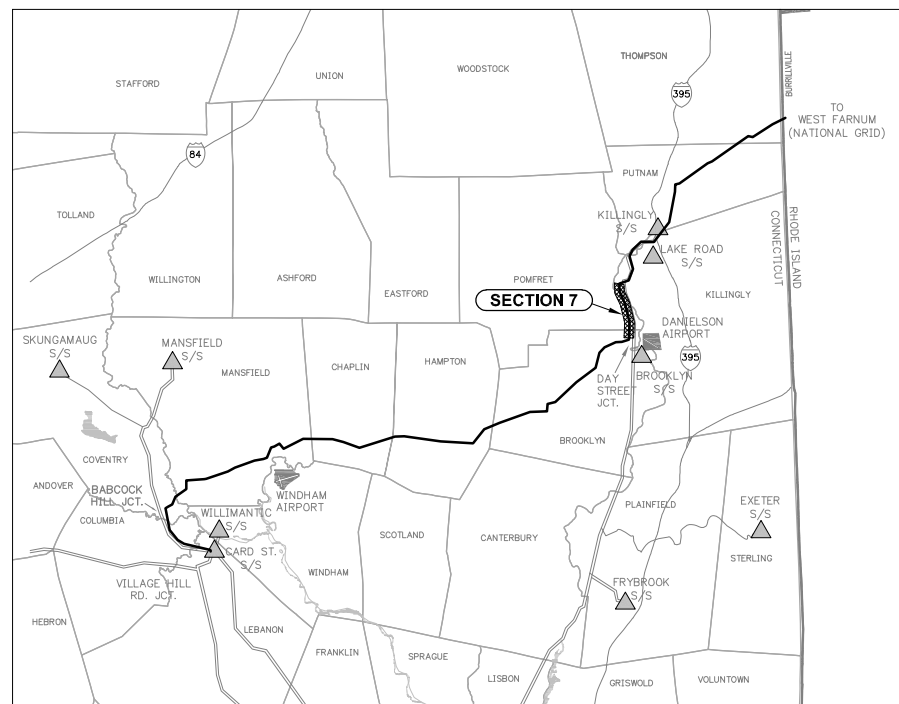 THOMPSON
WOODSTOCK
UNION
STAFFORD
BURRILLVILLE
395
TO
WEST FARNUM
(NATIONAL GRID)
84
PUTNAM
TOLLAND
KILLINGLY
S/S
RHODE ISLAND
CONNECTICUT
LAKE ROAD
S/S
WILLINGTON
ASHFORD
EASTFORD
POMFRET
KILLINGLY
SECTION 7
DANIELSON
AIRPORT
SKUNGAMAUG
S/S
MANSFIELD
S/S
MANSFIELD
CHAPLIN
HAMPTON
395
BROOKLYN
S/S
DAY
STREET
JCT.
BROOKLYN
COVENTRY
ANDOVER
BABCOCK
HILL JCT.
COLUMBIA
WINDHAM
AIRPORT
WILLIMANTIC
S/S
PLAINFIELD
EXETER
S/S
SCOTLAND
CANTERBURY
CARD ST.
S/S
STERLING
WINDHAM
VILLAGE HILL
RD. JCT.
FRYBROOK
S/S
HEBRON
LEBANON
FRANKLIN
SPRAGUE
LISBON
GRISWOLD
VOLUNTOWN